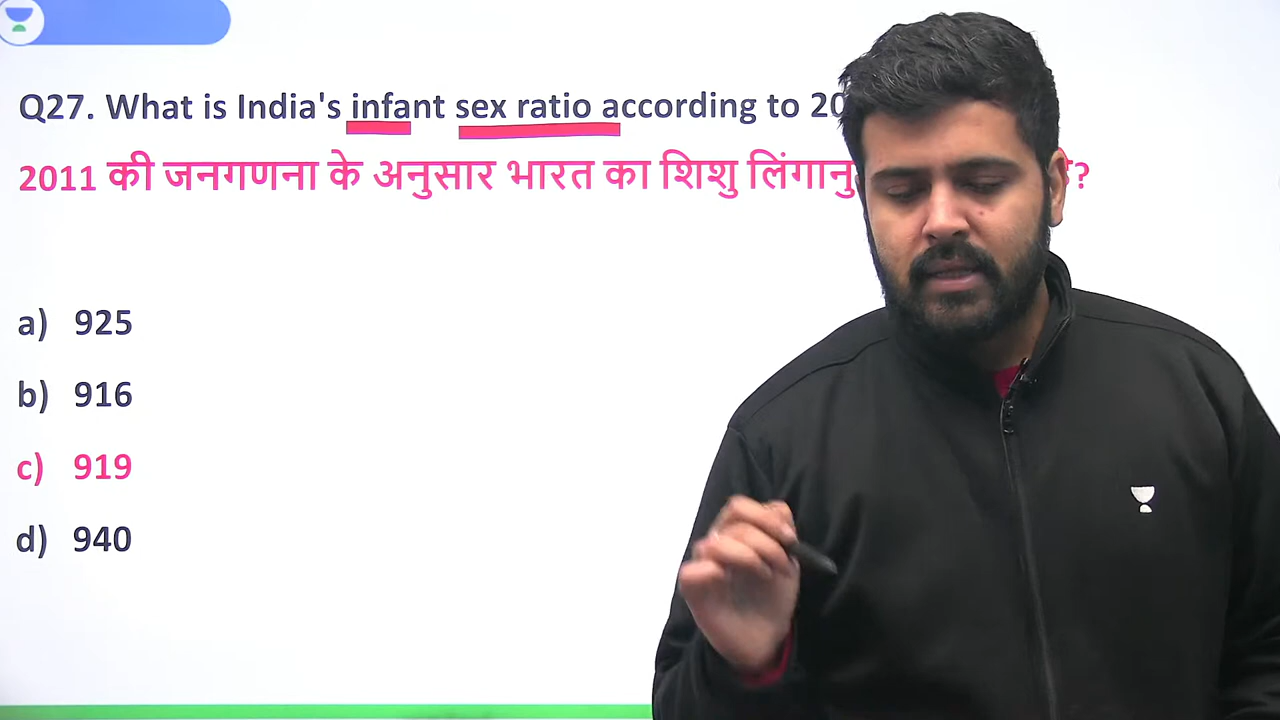 Q27. What is India's infant sex ratio according to 20
2011 की जनगणना के अनुसार भारत का शिशु लिंगानु ?
a) 925
b) 916
c) 919
d) 940